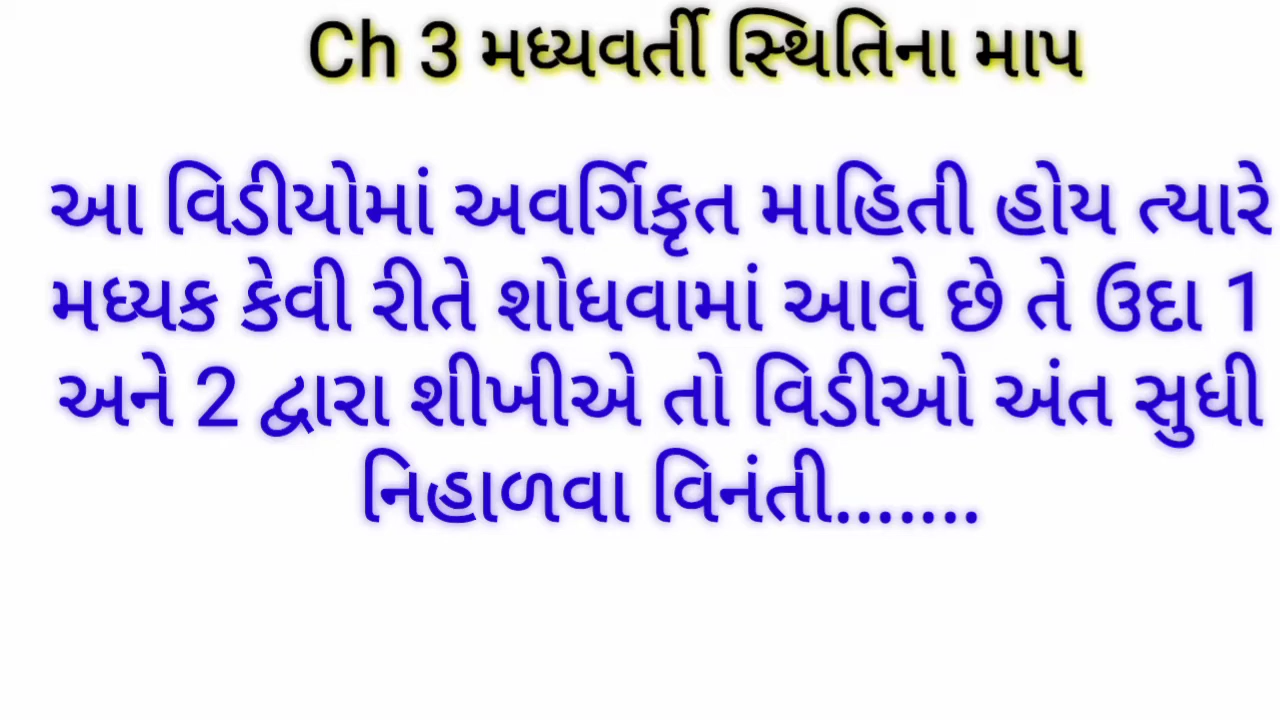 Ch 3 મધ્યવર્તી સ્થિતિના માપ
આ વિડીયોમાં અવર્ગિકૃત માહિતી હોય ત્યારે
મધ્યક કેવી રીતે શોધવામાં આવે છે તે ઉદા 1
અને 2 દ્વારા શીખીએ તો વિડીઓ અંત સુધી
નિહાળવા વિનંતી.......